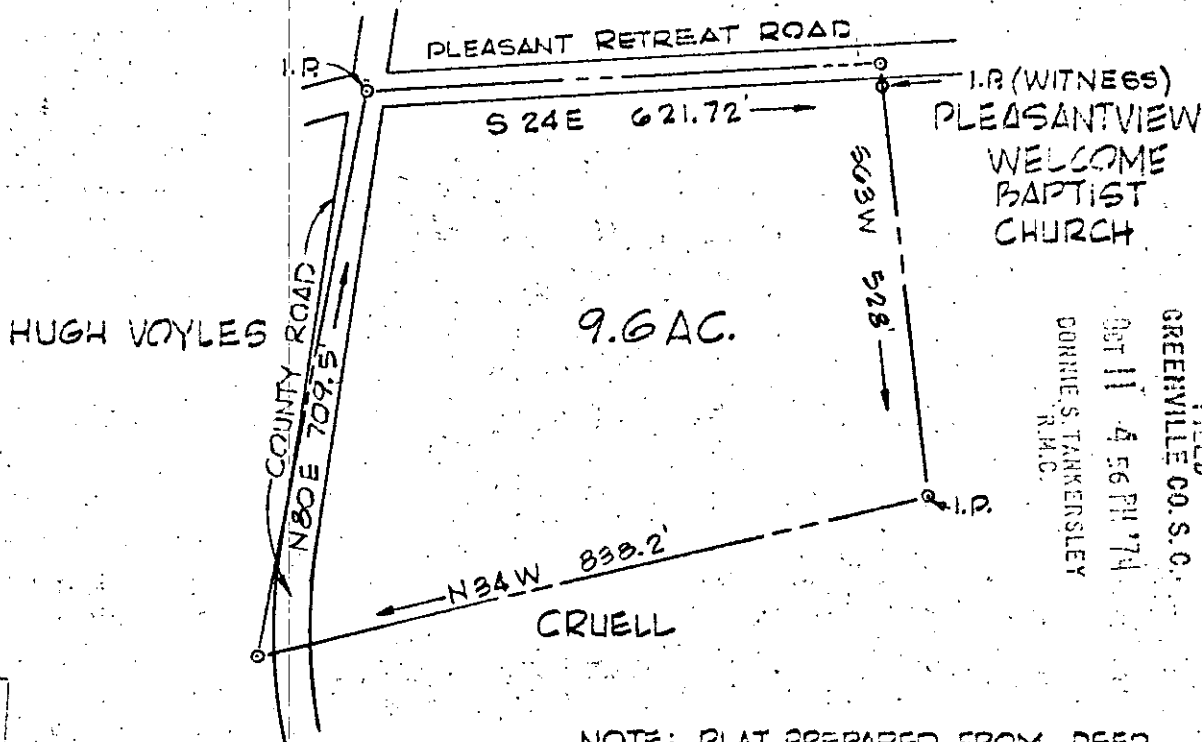 PLEASANT RETREAT ROAD
I.P.
I.P. (WITNESS)
S 24E 621.72'
PLEASANTVIEW
WELCOME
BAPTIST
CHURCH
S63W 528'
HUGH VOYLES
COUNTY ROAD
N80E 709.5'
9.6 AC.
GREENVILLE CO. S. C.
OCT 11 4 56 PM '74
DONNIE S. TANKERSLEY
R.M.C.
I.P.
N34W 838.2'
CRUELL
NOTE: PLAT PREPARED FROM DEED